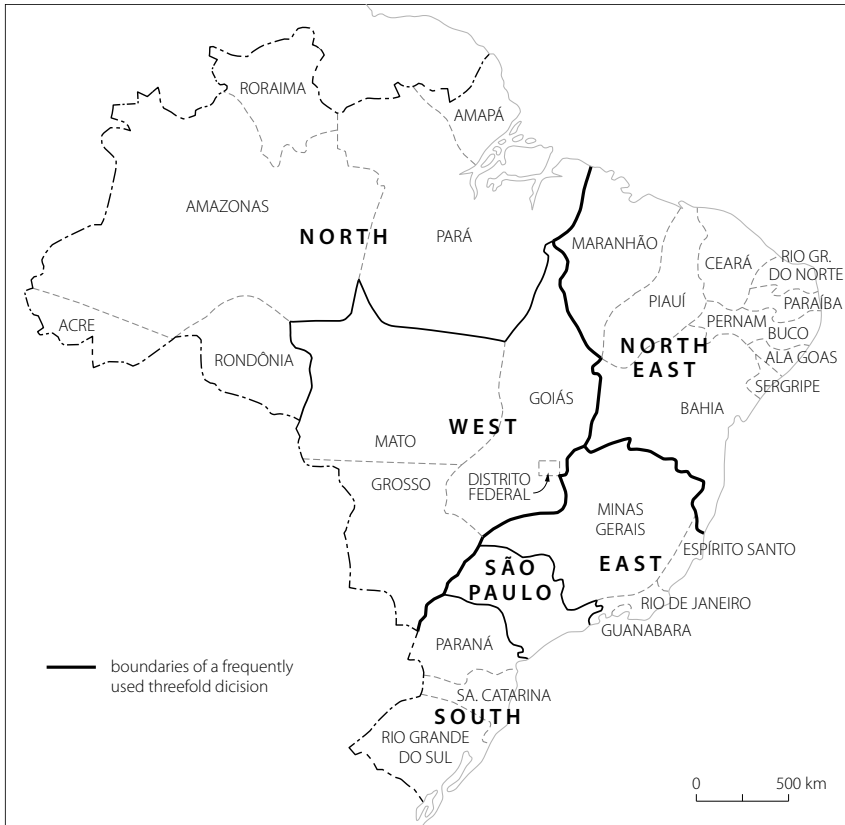 RORAIMA
AMAPÁ
AMAZONAS
NORTH
PARÁ
MARANHÃO
CEARÁ
RIO GR.
DO NORTE
PIAUÍ
PARAÍBA
PERNAM
BUCO
ACRE
RONDÔNIA
NORTH
EAST
ALA GOAS
SERGRIPE
GOIÁS
BAHIA
WEST
MATO
GROSSO
DISTRITO
FEDERAL
MINAS
GERAIS
ESPÍRITO SANTO
EAST
SÃO
PAULO
RIO DE JANEIRO
GUANABARA
PARANÁ
boundaries of a frequently
used threefold dicision
SA. CATARINA
SOUTH
RIO GRANDE
DO SUL
0 500 km